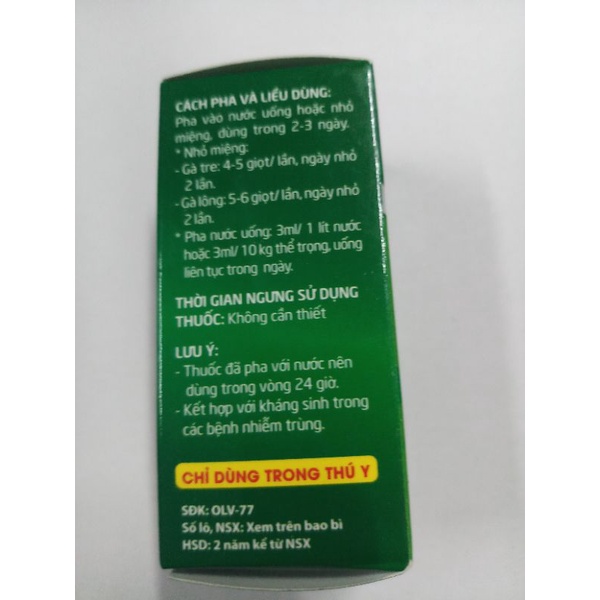 CÁCH PHA VÀ LIỀU DÙNG:
Pha vào nước uống hoặc nhỏ
miệng, dùng trong 2-3 ngày.
* Nhỏ miệng:
- Gà tre: 4-5 giọt/ lần, ngày nhỏ
2 lần.
- Gà lông: 5-6 giọt/ lần, ngày nhỏ
2 lần.
* Pha nước uống: 3ml/ 1 lít nước
hoặc 3ml/ 10 kg thể trọng, uống
liên tục trong ngày.
THỜI GIAN NGƯNG SỬ DỤNG
THUỐC: Không cần thiết
LƯU Ý:
- Thuốc đã pha với nước nên
dùng trong vòng 24 giờ.
- Kết hợp với kháng sinh trong
các bệnh nhiễm trùng.
CHỈ DÙNG TRONG THÚ Y
SĐK: OLV-77
Số lô, NSX: Xem trên bao bì
HSD: 2 năm kể từ NSX